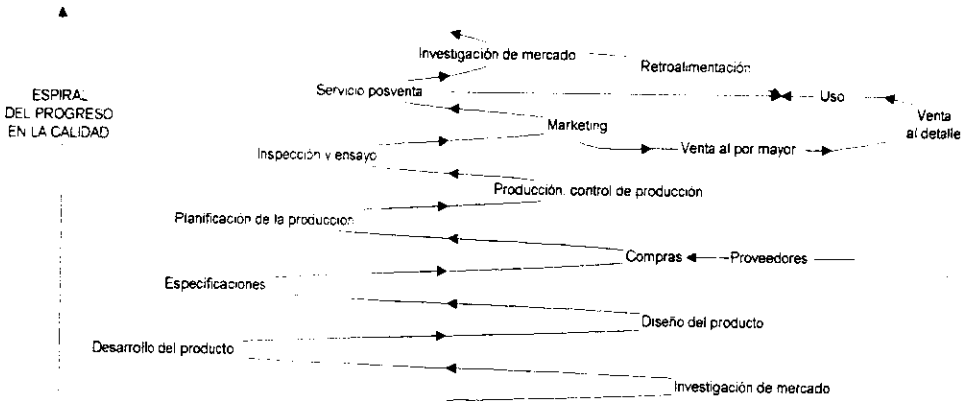 Investigación de mercado
Retroalimentación
ESPIRAL
DEL PROGRESO
EN LA CALIDAD
Servicio posventa
Uso
Venta
al detalle
Marketing
Inspección y ensayo
Venta al por mayor
Producción, control de producción
Planificación de la producción
Compras
Proveedores
Especificaciones
Diseño del producto
Desarrollo del producto
Investigación de mercado